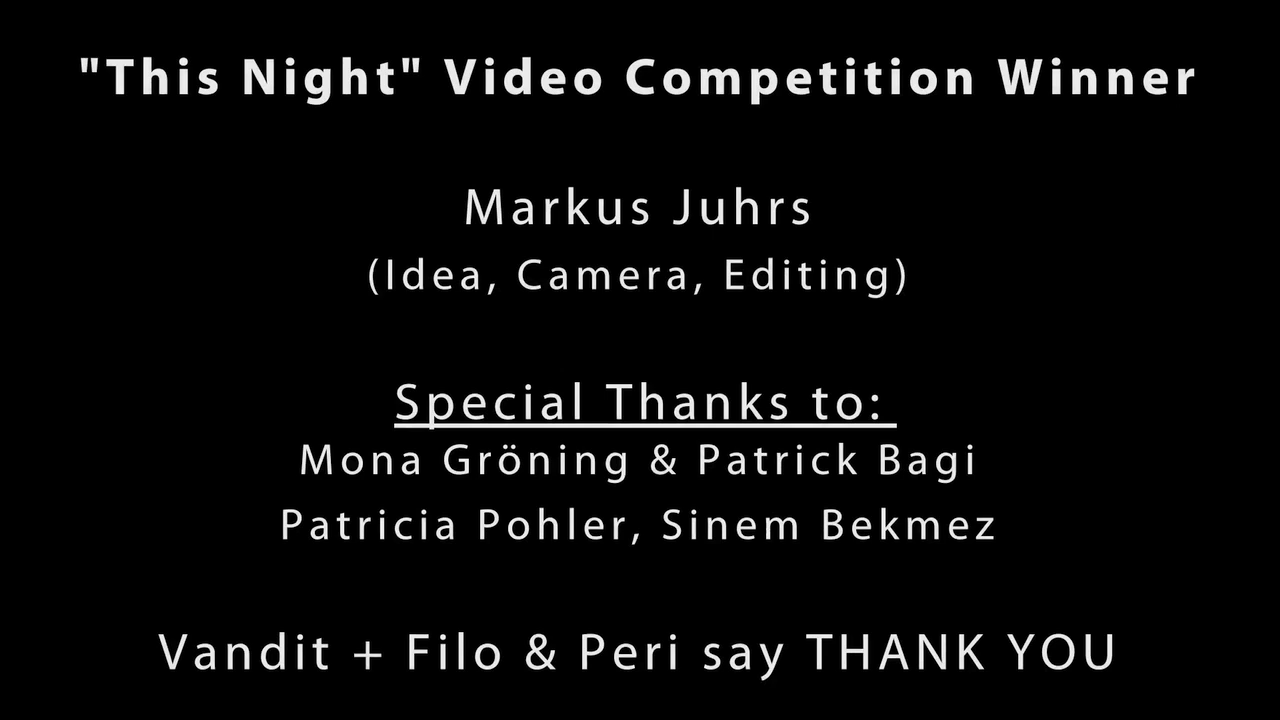 "This Night" Video Competition Winner
Markus Juhrs
(Idea, Camera, Editing)
Special Thanks to:
Mona Gröning & Patrick Bagi
Patricia Pohler, Sinem Bekmez
Vandit + Filo & Peri say THANK YOU